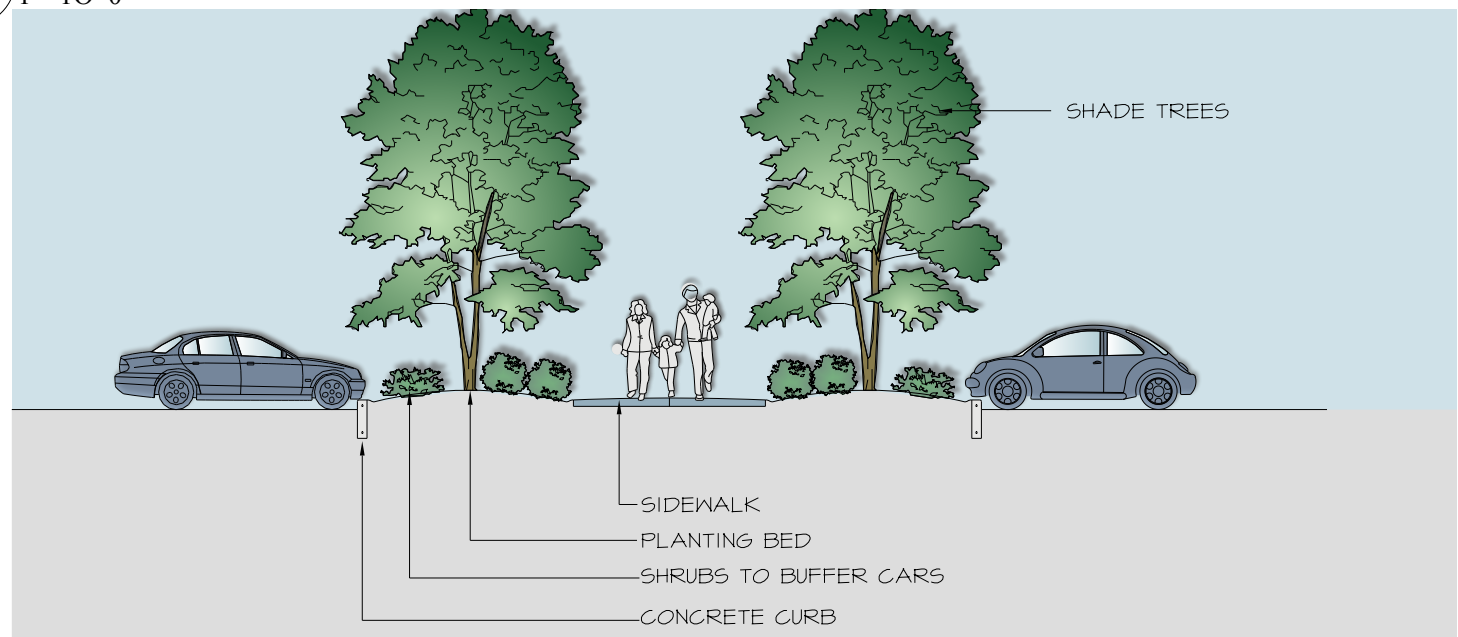 SHADE TREES
SIDEWALK
PLANTING BED
SHRUBS TO BUFFER CARS
CONCRETE CURB